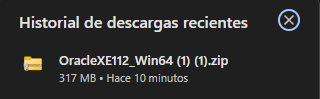 Historial de descargas recientes
OracleXE112_Win64 (1) (1).zip
317 MB • Hace 10 minutos